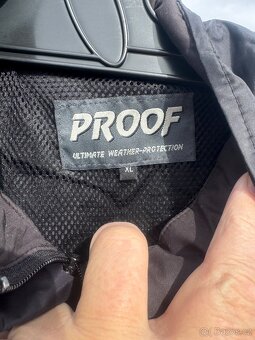 PROOF
ULTIMATE WEATHER-PROTECTION
XL